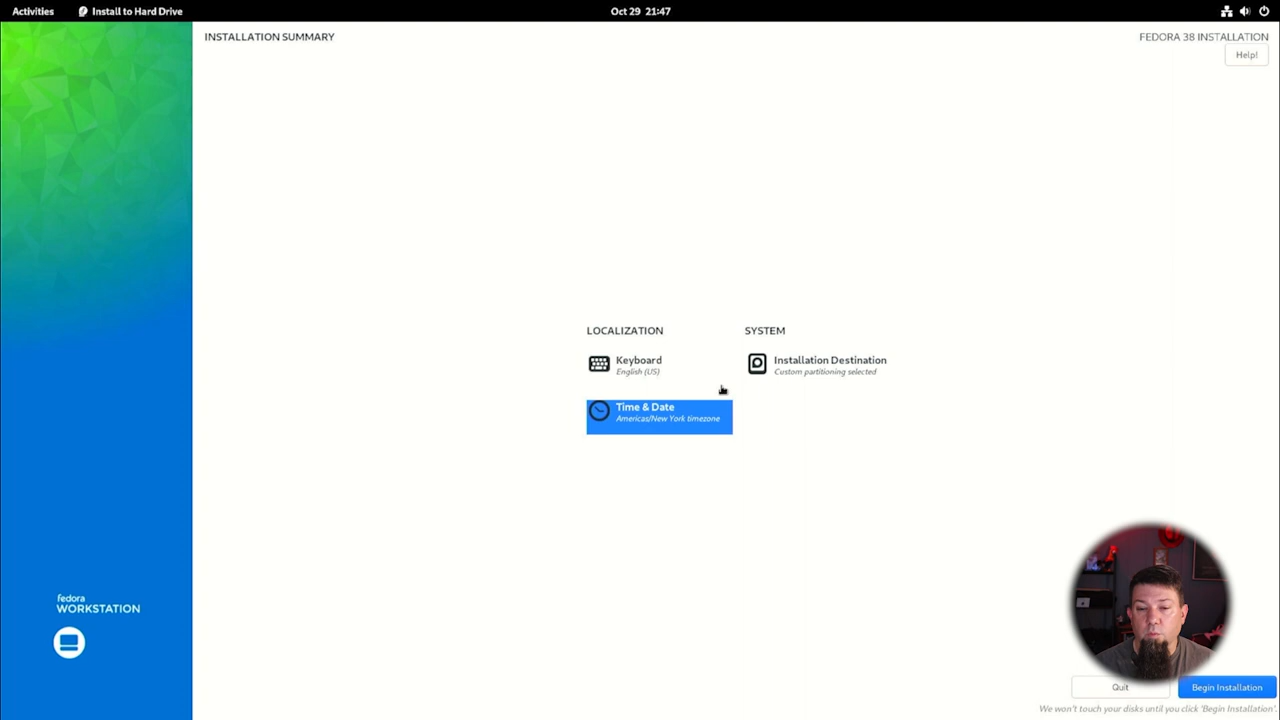 Activities
Install to Hard Drive
Oct 29 21:47
INSTALLATION SUMMARY
FEDORA 38 INSTALLATION
Help!
LOCALIZATION
SYSTEM
Keyboard
English (US)
Installation Destination
Custom partitioning selected
Time & Date
Americas/New York timezone
fedora
WORKSTATION
Quit
Begin Installation
We won't touch your disks until you click 'Begin Installation'.